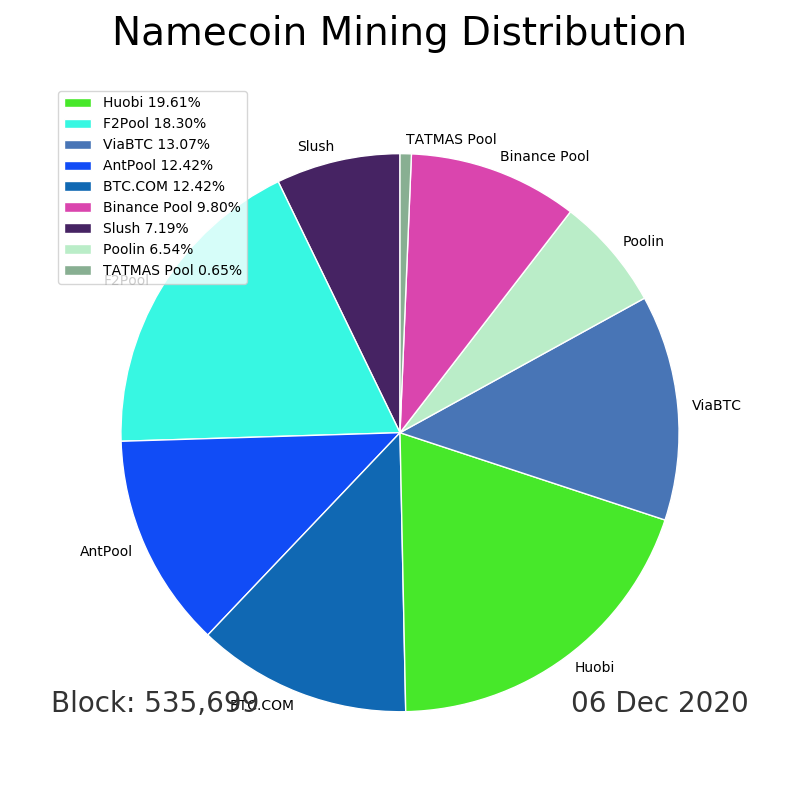 Namecoin Mining Distribution
Huobi 19.61%
F2Pool 18.30%
ViaBTC 13.07%
AntPool 12.42%
BTC.COM 12.42%
Binance Pool 9.80%
Slush 7.19%
Poolin 6.54%
TATMAS Pool 0.65%
Slush
TATMAS Pool
Binance Pool
Poolin
F2Pool
ViaBTC
AntPool
Huobi
Block: 535,699
BTC.COM
06 Dec 2020